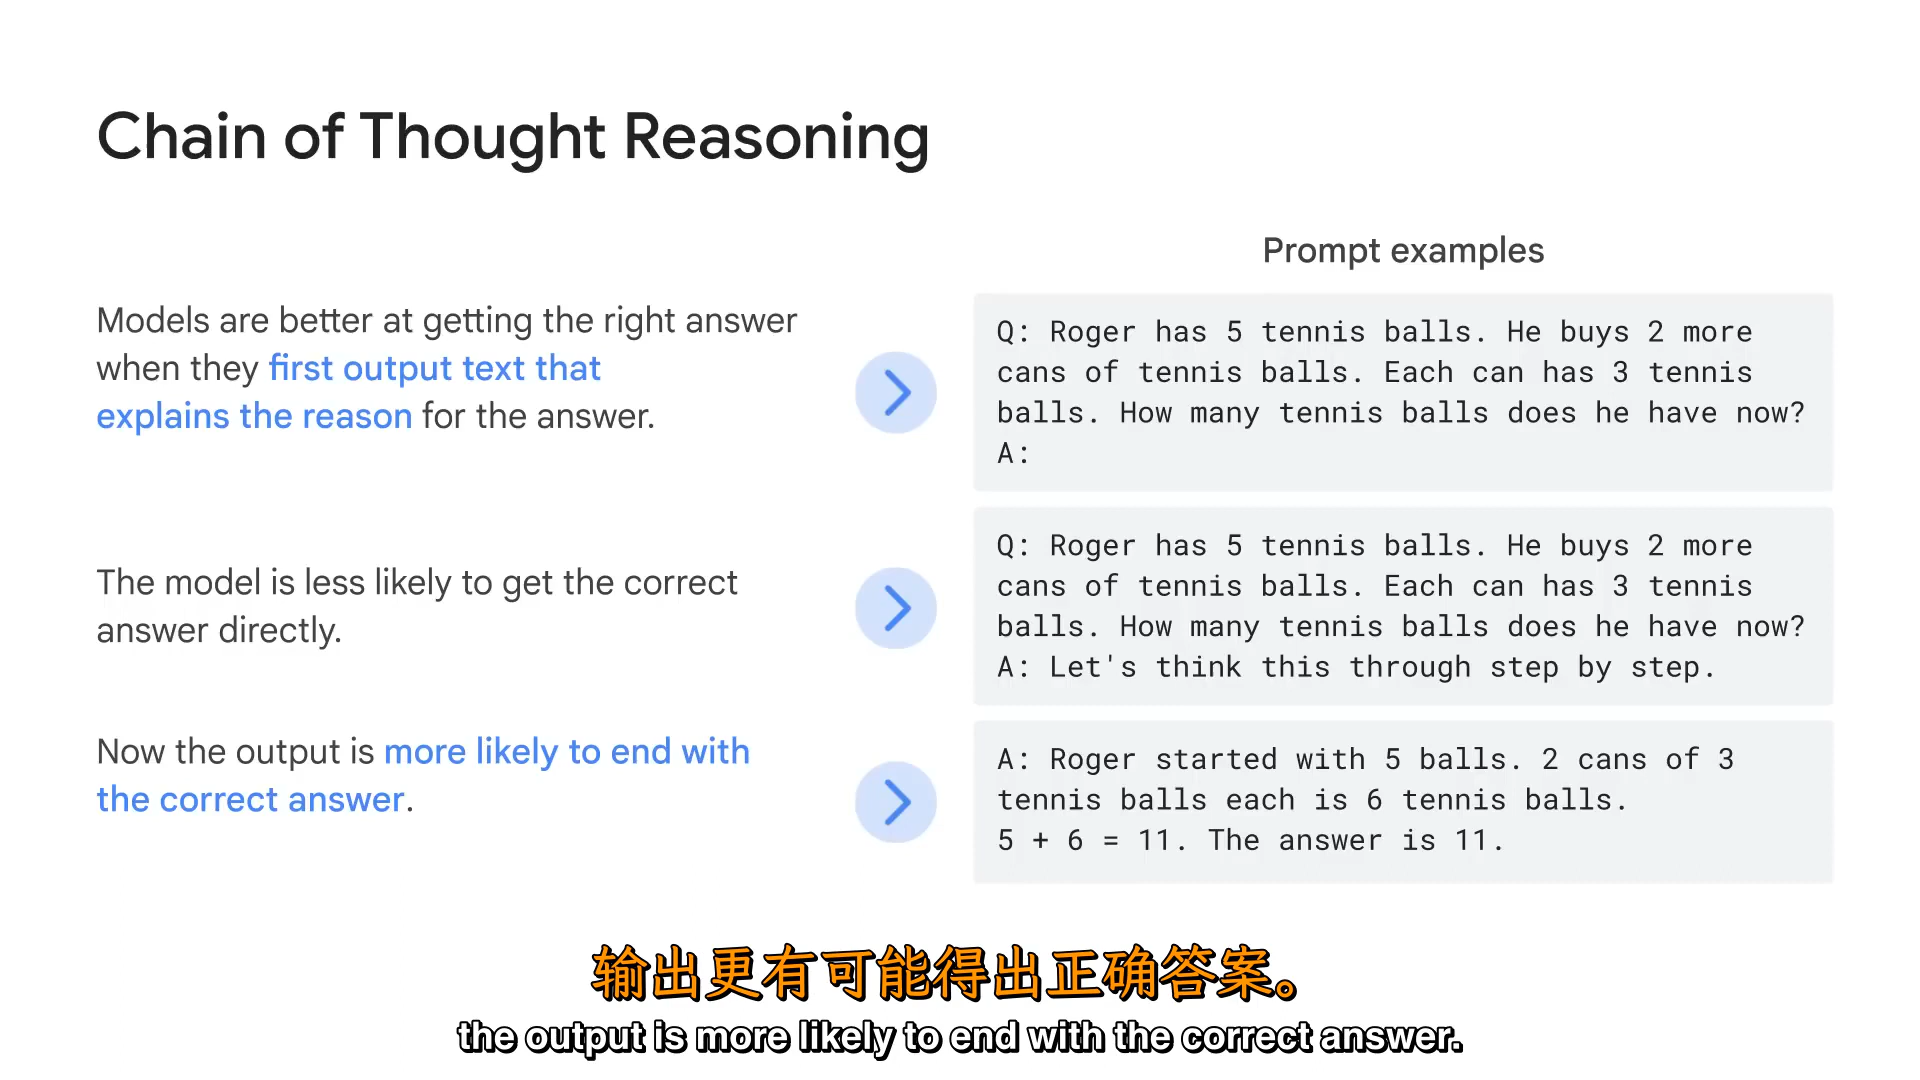 Chain of Thought Reasoning
Models are better at getting the right answer
when they first output text that
explains the reason for the answer.
The model is less likely to get the correct
answer directly.
Now the output is more likely to end with
the correct answer.
Prompt examples
Q: Roger has 5 tennis balls. He buys 2 more
cans of tennis balls. Each can has 3 tennis
balls. How many tennis balls does he have now?
A:
Q: Roger has 5 tennis balls. He buys 2 more
cans of tennis balls. Each can has 3 tennis
balls. How many tennis balls does he have now?
A: Let's think this through step by step.
A: Roger started with 5 balls. 2 cans of 3
tennis balls each is 6 tennis balls.
5 + 6 = 11. The answer is 11.
输出更有可能得出正确答案。
the output is more likely to end with the correct answer.